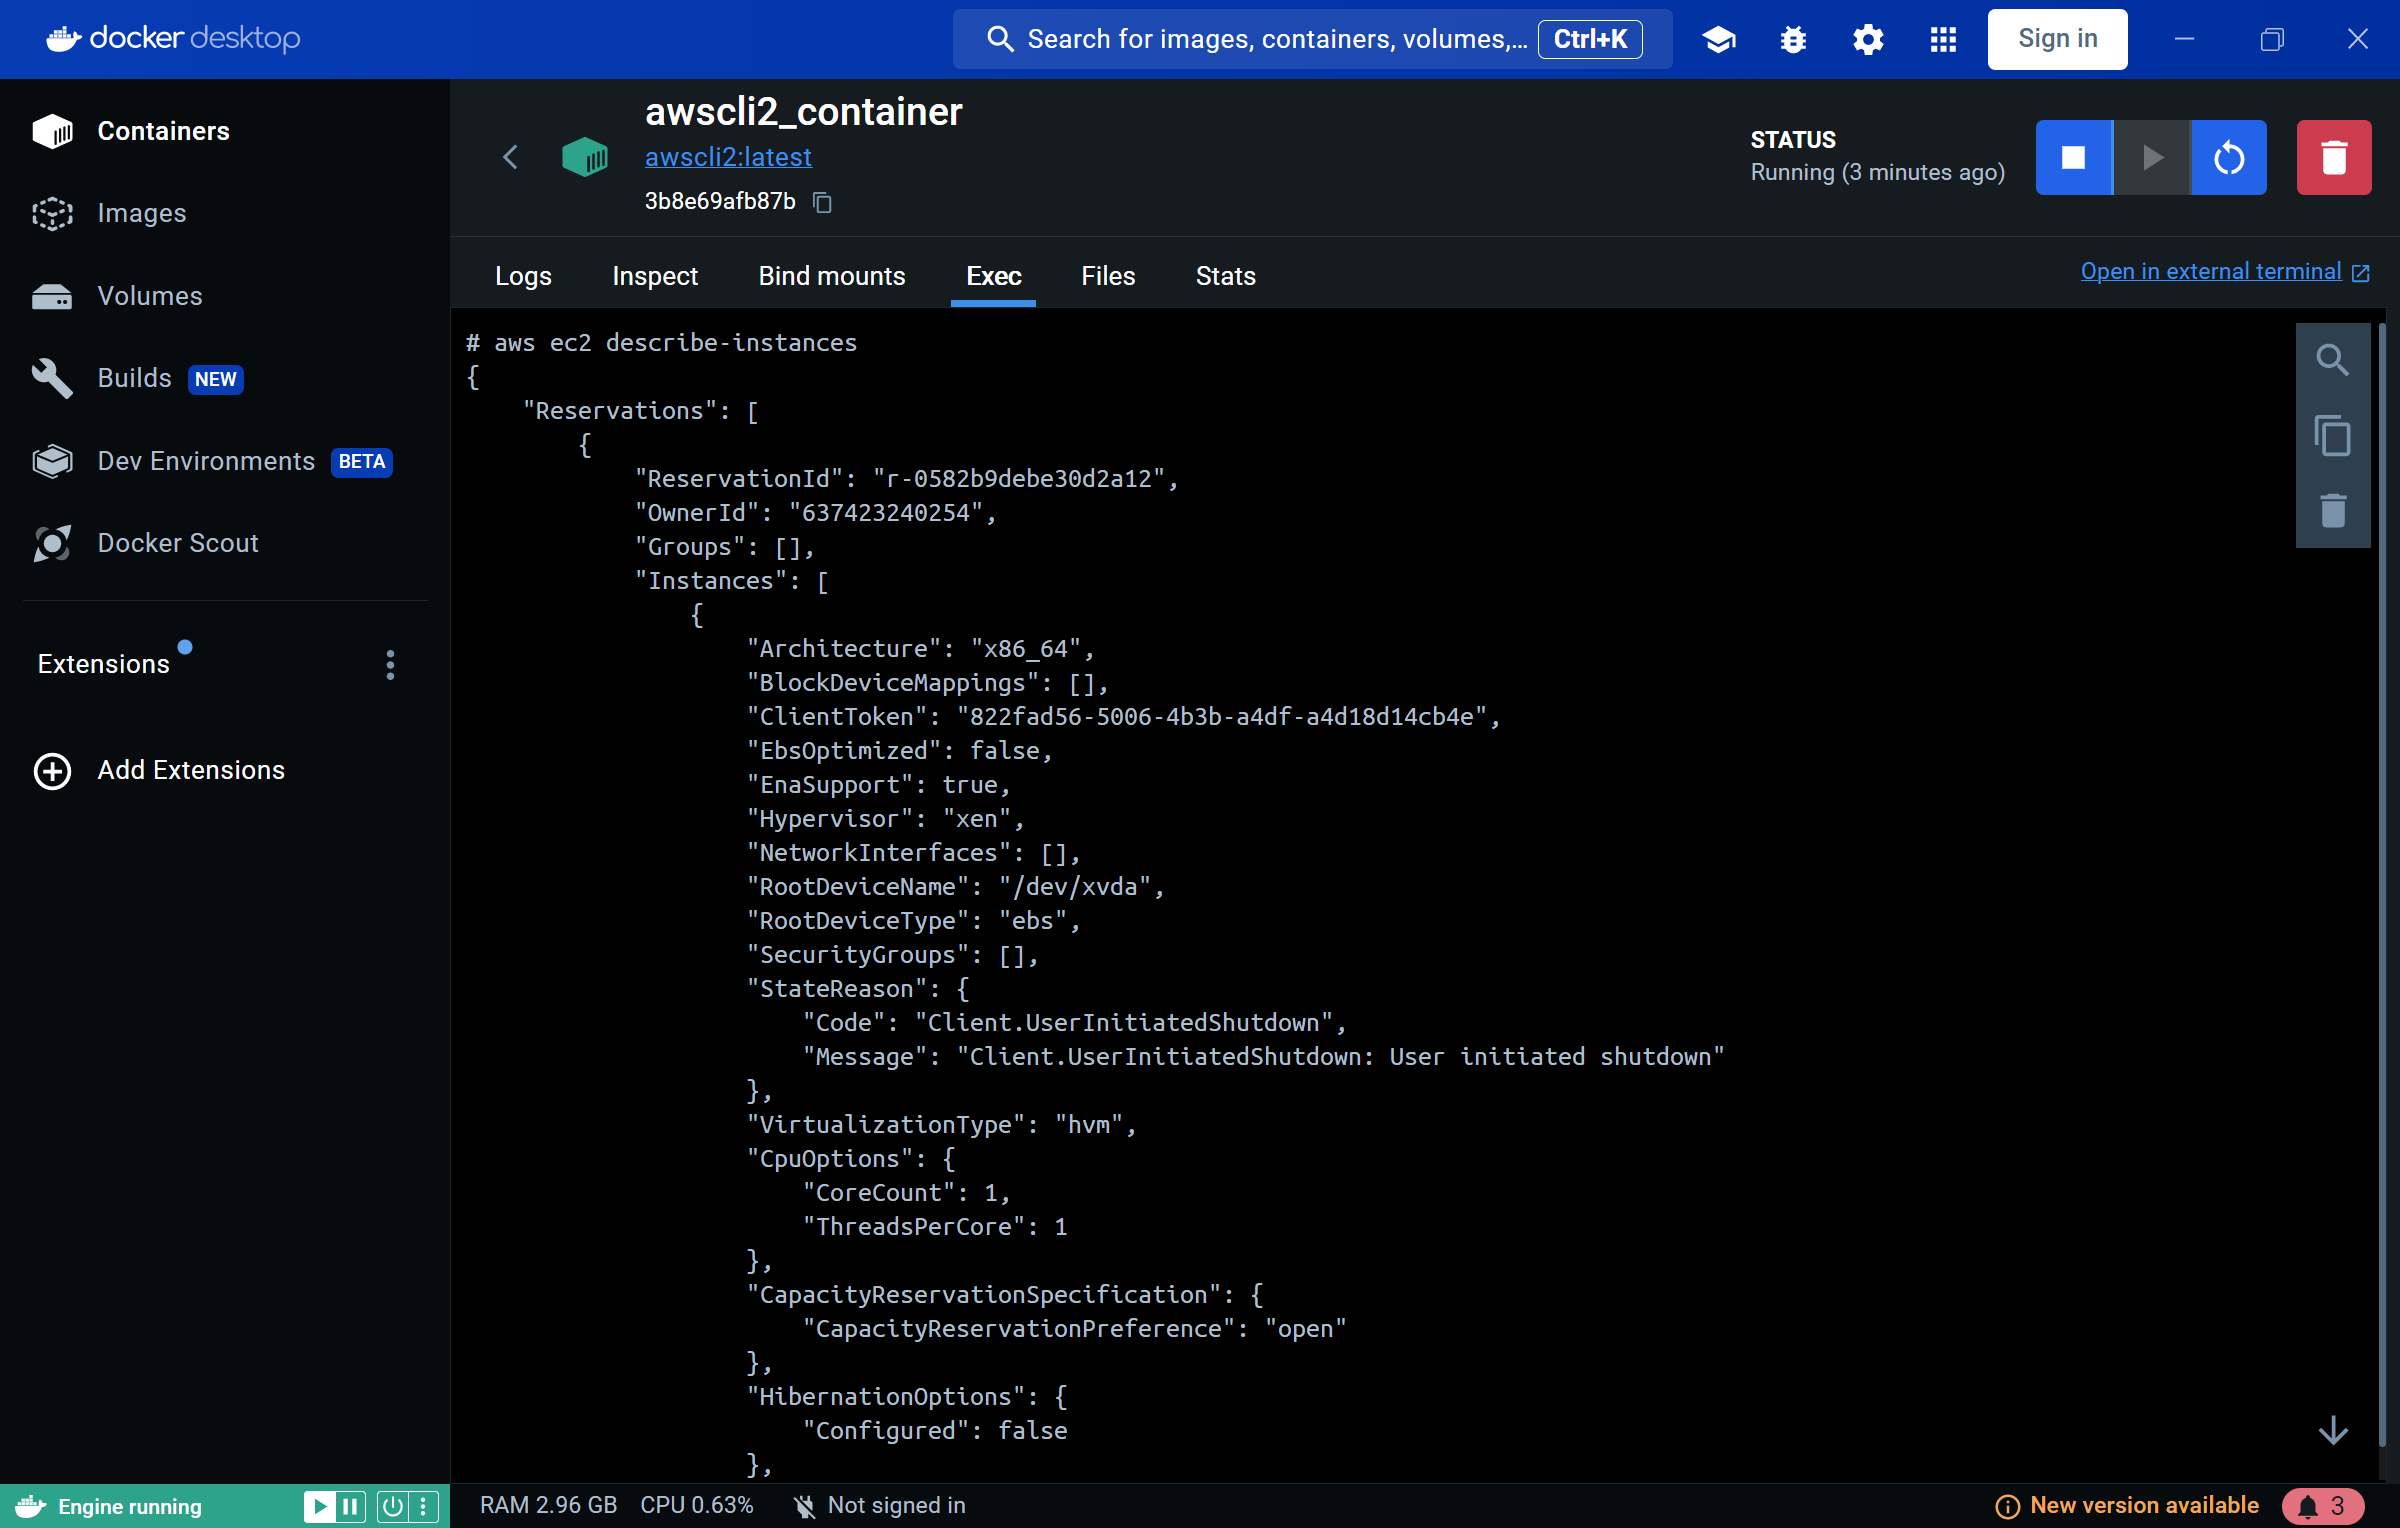 docker desktop
Search for images, containers, volumes,... Ctrl+K
Sign in
Containers
Images
Volumes
Builds NEW
Dev Environments BETA
Docker Scout
Extensions
Add Extensions
awscli2_container
awscli2:latest
3b8e69afb87b
STATUS
Running (3 minutes ago)
Logs Inspect Bind mounts Exec Files Stats
Open in external terminal
# aws ec2 describe-instances
{
    "Reservations": [
        {
            "ReservationId": "r-0582b9debe30d2a12",
            "OwnerId": "637423240254",
            "Groups": [],
            "Instances": [
                {
                    "Architecture": "x86_64",
                    "BlockDeviceMappings": [],
                    "ClientToken": "822fad56-5006-4b3b-a4df-a4d18d14cb4e",
                    "EbsOptimized": false,
                    "EnaSupport": true,
                    "Hypervisor": "xen",
                    "NetworkInterfaces": [],
                    "RootDeviceName": "/dev/xvda",
                    "RootDeviceType": "ebs",
                    "SecurityGroups": [],
                    "StateReason": {
                        "Code": "Client.UserInitiatedShutdown",
                        "Message": "Client.UserInitiatedShutdown: User initiated shutdown"
                    },
                    "VirtualizationType": "hvm",
                    "CpuOptions": {
                        "CoreCount": 1,
                        "ThreadsPerCore": 1
                    },
                    "CapacityReservationSpecification": {
                        "CapacityReservationPreference": "open"
                    },
                    "HibernationOptions": {
                        "Configured": false
                    },
Engine running
RAM 2.96 GB CPU 0.63% Not signed in
New version available 3